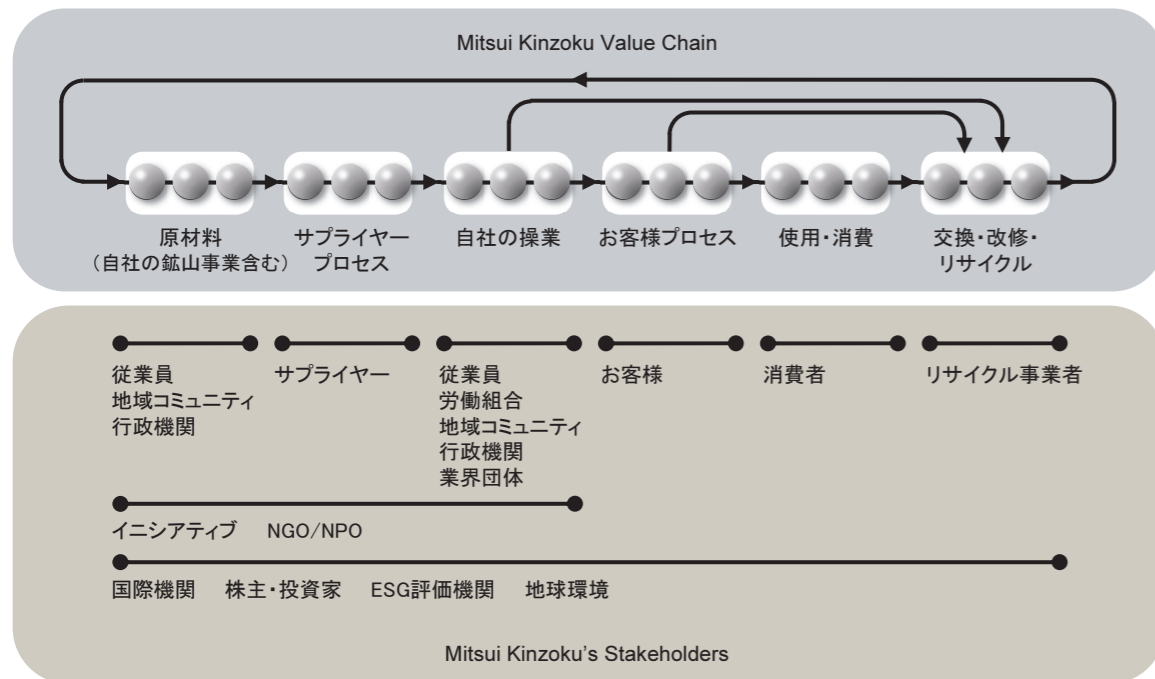 Mitsui Kinzoku Value Chain
原材料
（自社の鉱山事業含む）
サプライヤー
プロセス
自社の操業
お客様プロセス
使用・消費
交換・改修・
リサイクル
従業員
地域コミュニティ
行政機関
サプライヤー
従業員
労働組合
地域コミュニティ
行政機関
業界団体
お客様
消費者
リサイクル事業者
イニシアティブ NGO/NPO
国際機関 株主・投資家 ESG評価機関 地球環境
Mitsui Kinzoku's Stakeholders